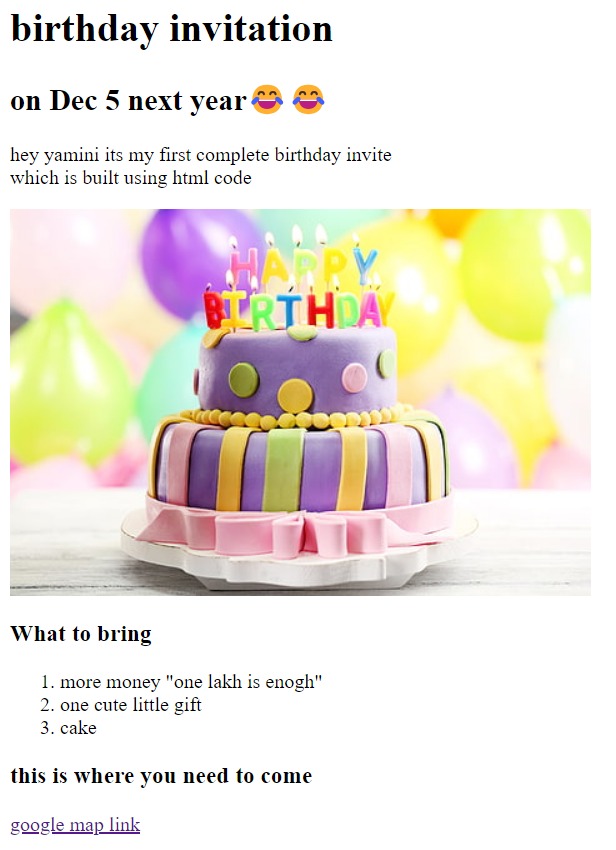 birthday invitation
on Dec 5 next year😂 😂
hey yamini its my first complete birthday invite
which is built using html code
HAPPY
BIRTHDAY
What to bring
1. more money "one lakh is enogh"
2. one cute little gift
3. cake
this is where you need to come
google map link